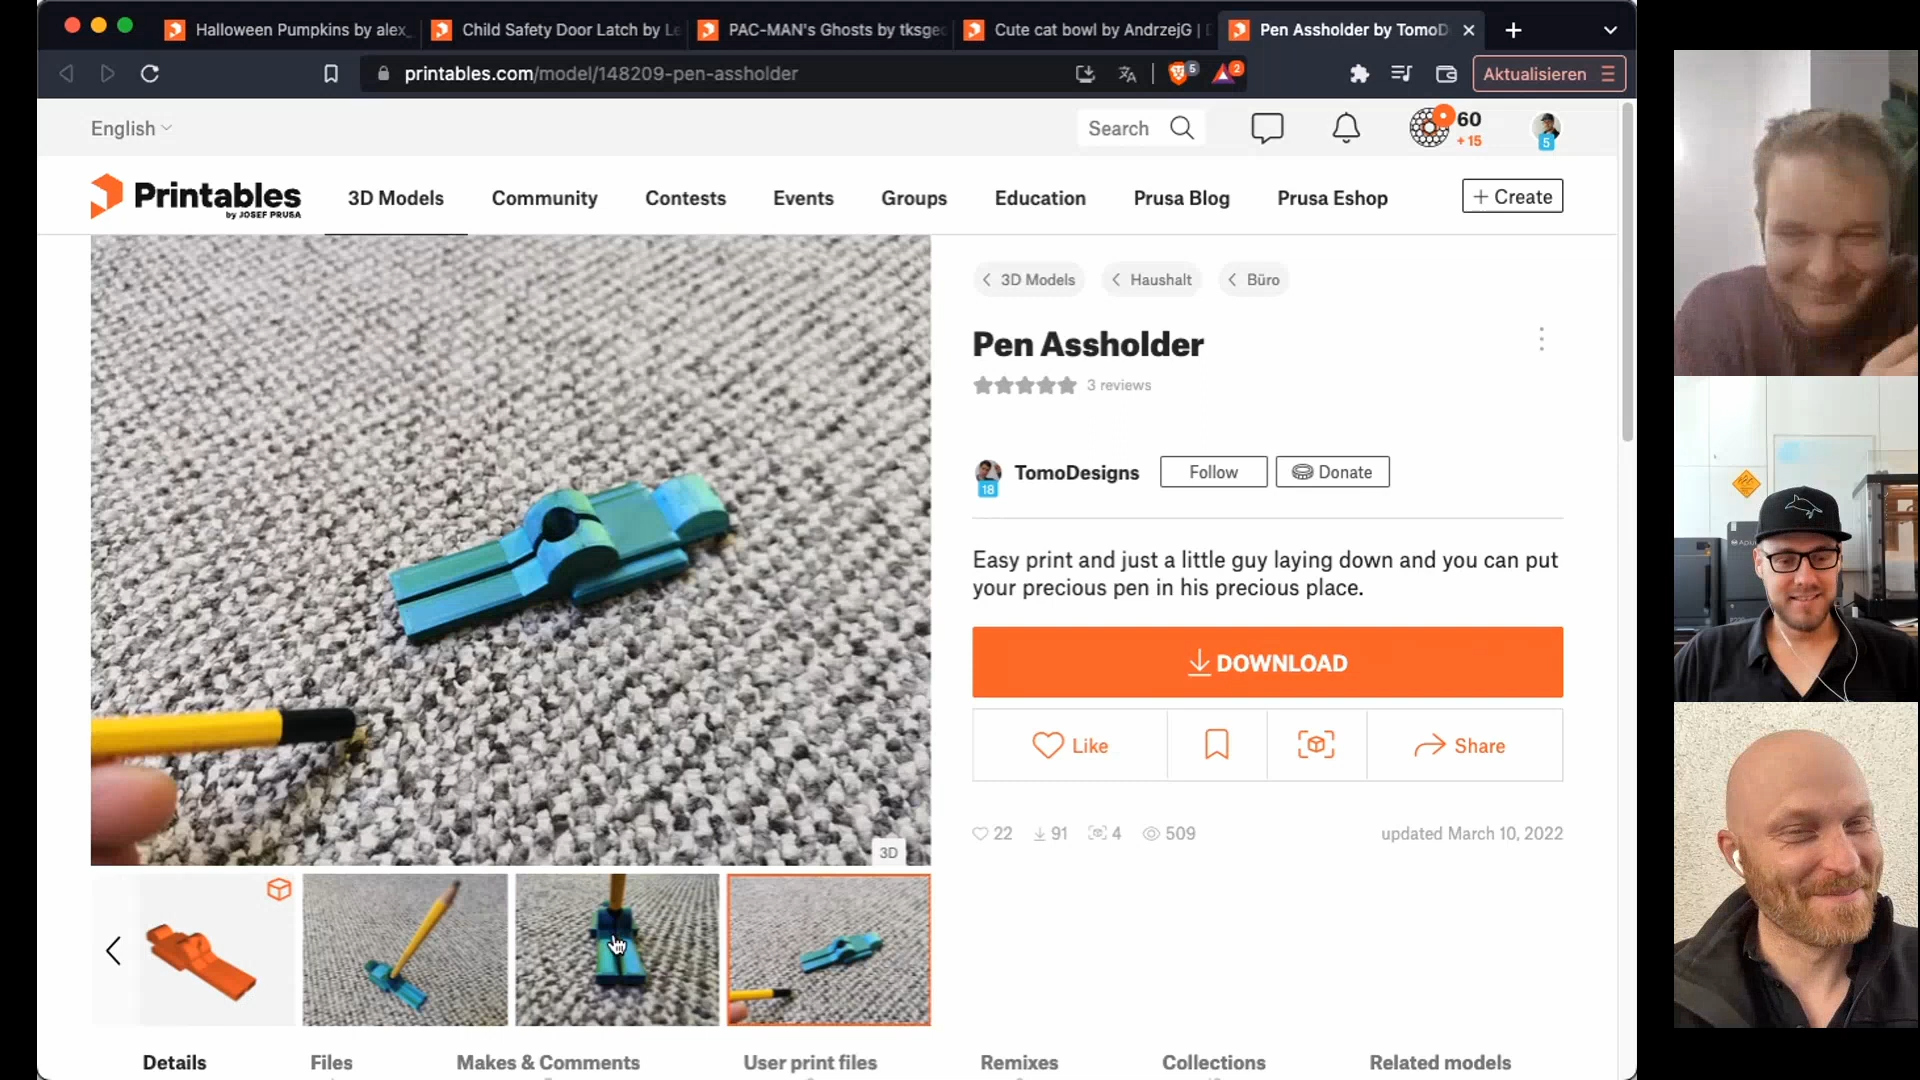 Halloween Pumpkins by alex_
Child Safety Door Latch by Le
PAC-MAN's Ghosts by tksge
Cute cat bowl by AndrzejG | D
Pen Assholder by TomoD
printables.com/model/148209-pen-assholder
5
2
Aktualisieren
English
Search
60
+15
5
Printables
by JOSEF PRUSA
3D Models
Community
Contests
Events
Groups
Education
Prusa Blog
Prusa Eshop
+ Create
3D Models
Haushalt
Büro
Pen Assholder
3 reviews
18
TomoDesigns
Follow
Donate
Easy print and just a little guy laying down and you can put
your precious pen in his precious place.
DOWNLOAD
Like
Share
22
91
4
509
updated March 10, 2022
3D
Details
Files
Makes & Comments
User print files
Remixes
Collections
Related models